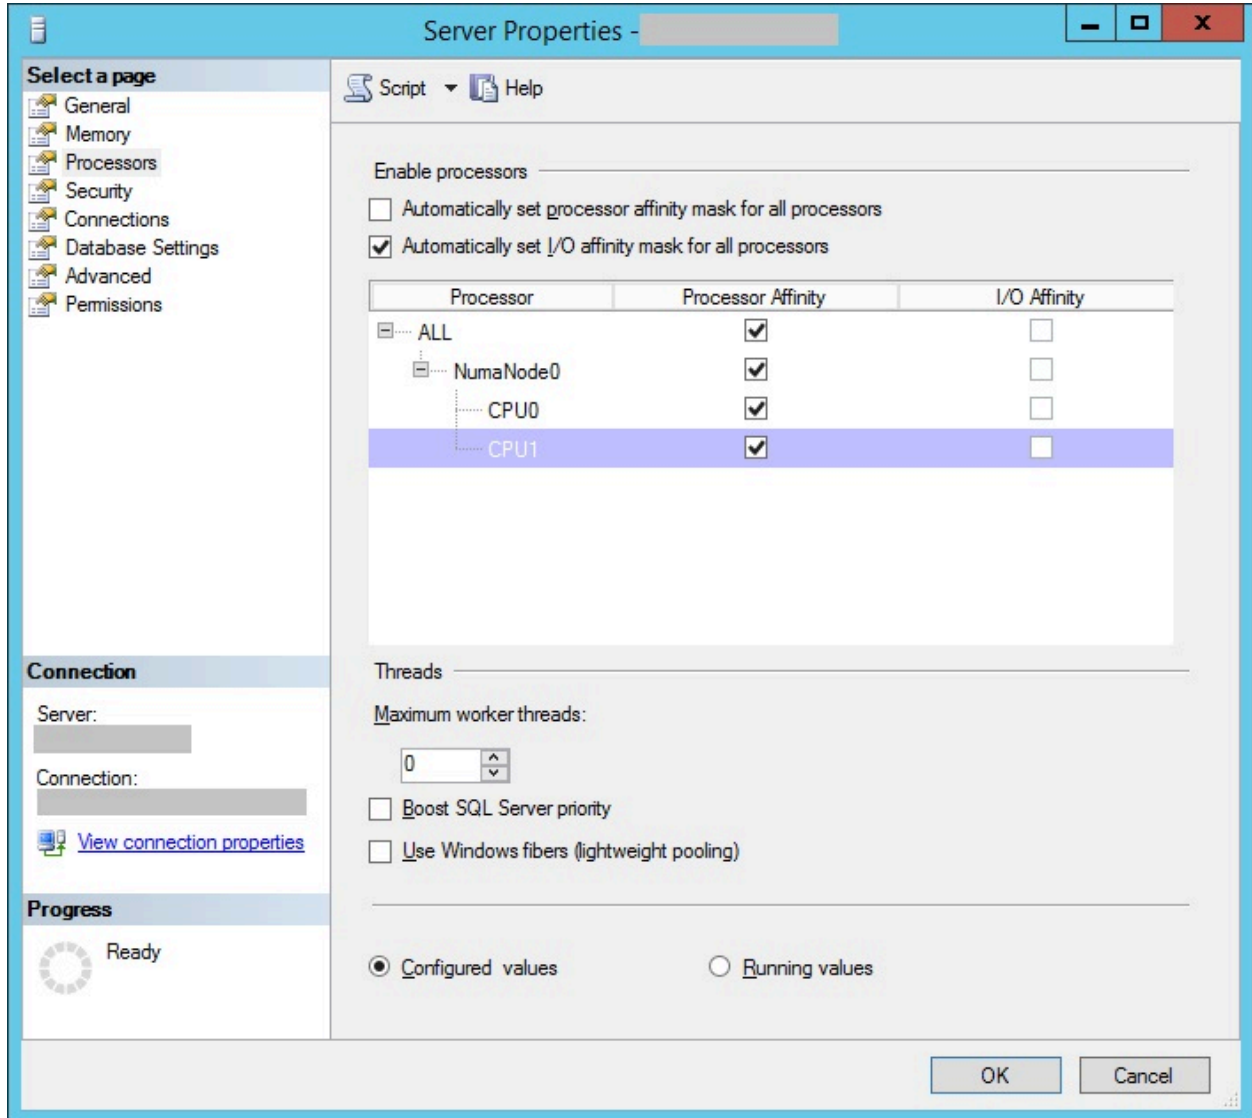 Server Properties -
Select a page
General
Memory
Processors
Security
Connections
Database Settings
Advanced
Permissions
Connection
Server:
Connection:
View connection properties
Progress
Ready
Script
Help
Enable processors
Automatically set processor affinity mask for all processors
Automatically set I/O affinity mask for all processors
Processor Processor Affinity I/O Affinity
ALL
NumaNode0
CPU0
CPU1
Threads
Maximum worker threads:
0
Boost SQL Server priority
Use Windows fibers (lightweight pooling)
Configured values Running values
OK Cancel